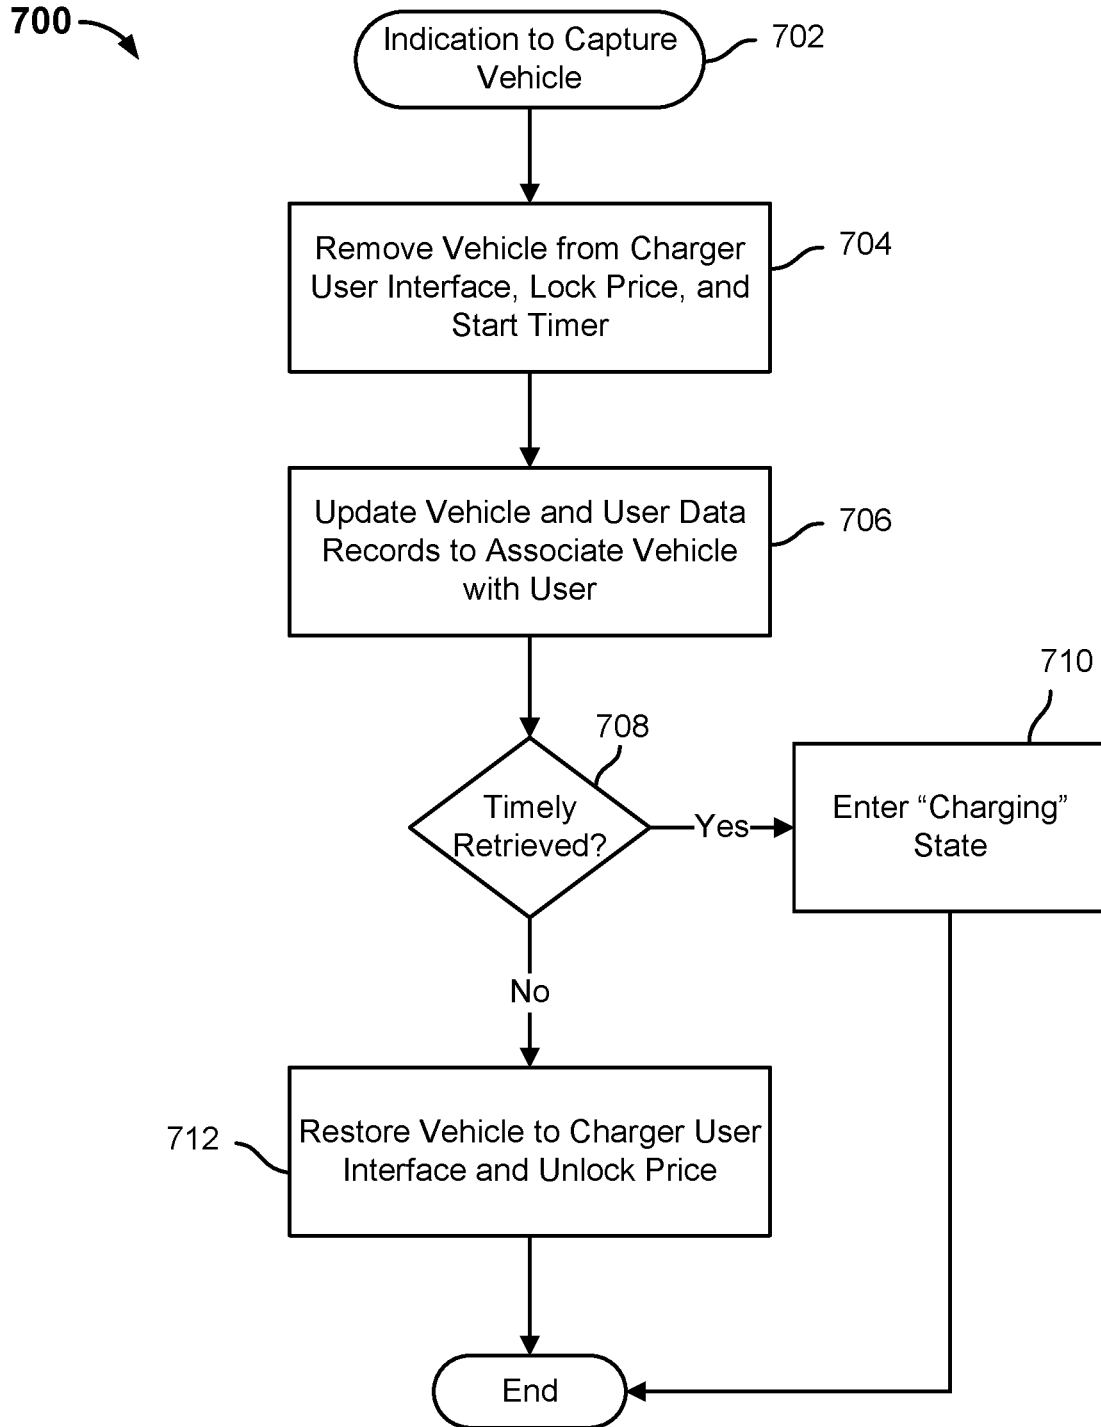 700
Indication to Capture
Vehicle
702
Remove Vehicle from Charger
User Interface, Lock Price, and
Start Timer
704
Update Vehicle and User Data
Records to Associate Vehicle
with User
706
708
Timely
Retrieved?
Yes
710
Enter “Charging”
State
No
712
Restore Vehicle to Charger User
Interface and Unlock Price
End